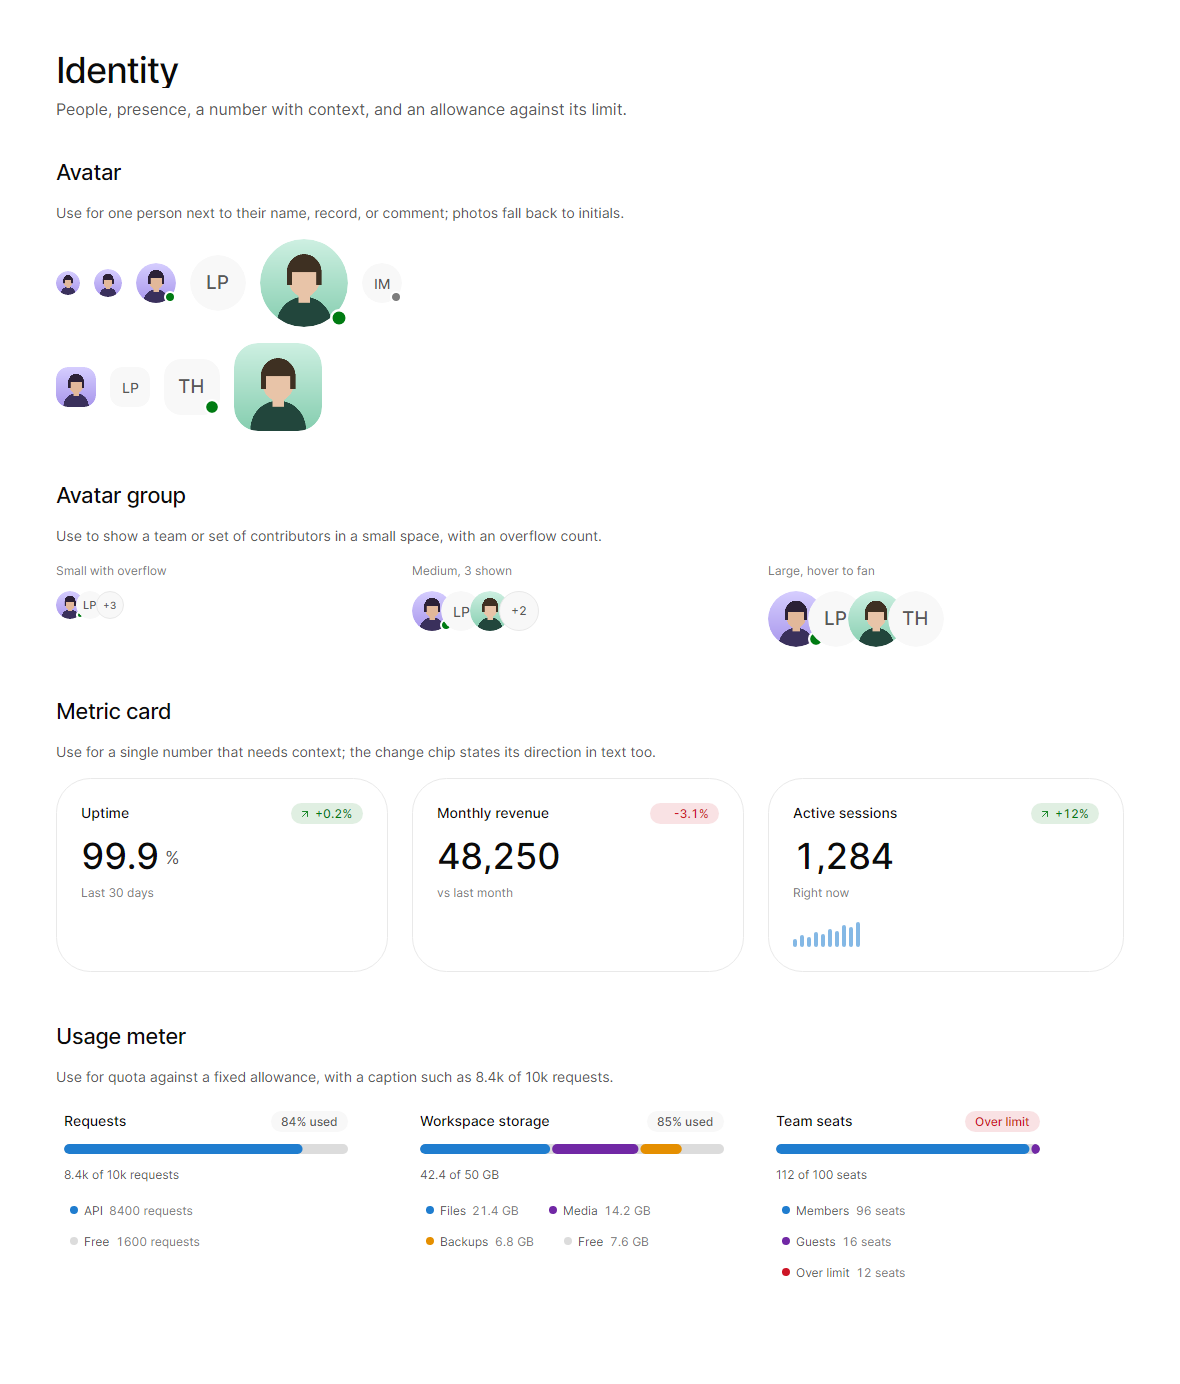 Identity
People, presence, a number with context, and an allowance against its limit.
Avatar
Use for one person next to their name, record, or comment; photos fall back to initials.
LP
IM
LP
TH
Avatar group
Use to show a team or set of contributors in a small space, with an overflow count.
Small with overflow
LP +3
Medium, 3 shown
LP +2
Large, hover to fan
LP TH
Metric card
Use for a single number that needs context; the change chip states its direction in text too.
Uptime +0.2%
99.9 %
Last 30 days
Monthly revenue -3.1%
48,250
vs last month
Active sessions +12%
1,284
Right now
Usage meter
Use for quota against a fixed allowance, with a caption such as 8.4k of 10k requests.
Requests 84% used
8.4k of 10k requests
API 8400 requests
Free 1600 requests
Workspace storage 85% used
42.4 of 50 GB
Files 21.4 GB Media 14.2 GB
Backups 6.8 GB Free 7.6 GB
Team seats Over limit
112 of 100 seats
Members 96 seats
Guests 16 seats
Over limit 12 seats